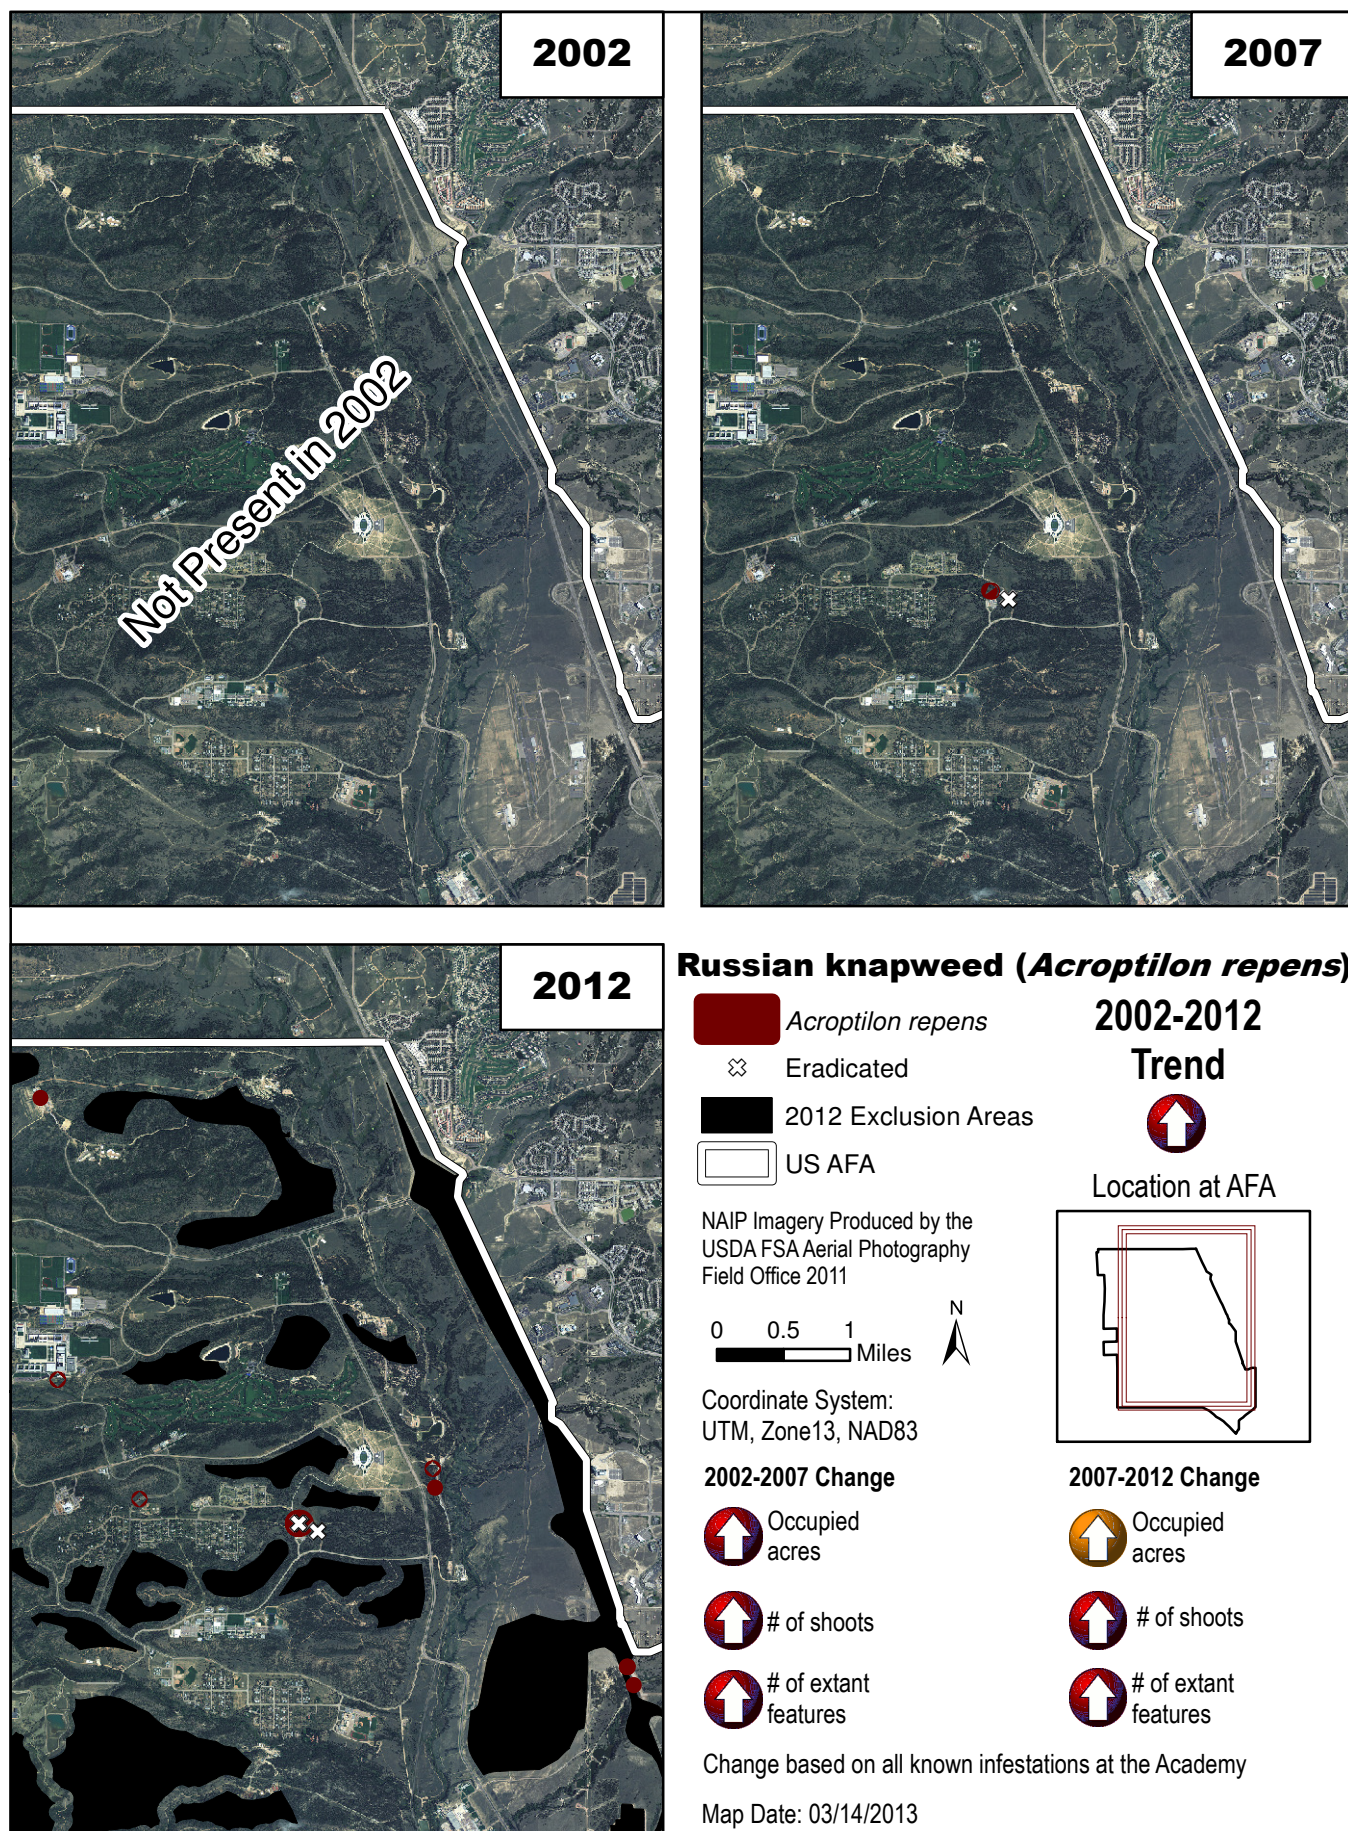 2002
2007
Not Present in 2002
2012
Russian knapweed (Acroptilon repens)
Acroptilon repens
Eradicated
2012 Exclusion Areas
US AFA
2002-2012
Trend
Location at AFA
NAIP Imagery Produced by the
USDA FSA Aerial Photography
Field Office 2011
0 0.5 1
Miles
N
Coordinate System:
UTM, Zone13, NAD83
2002-2007 Change
Occupied
acres
# of shoots
# of extant
features
2007-2012 Change
Occupied
acres
# of shoots
# of extant
features
Change based on all known infestations at the Academy
Map Date: 03/14/2013